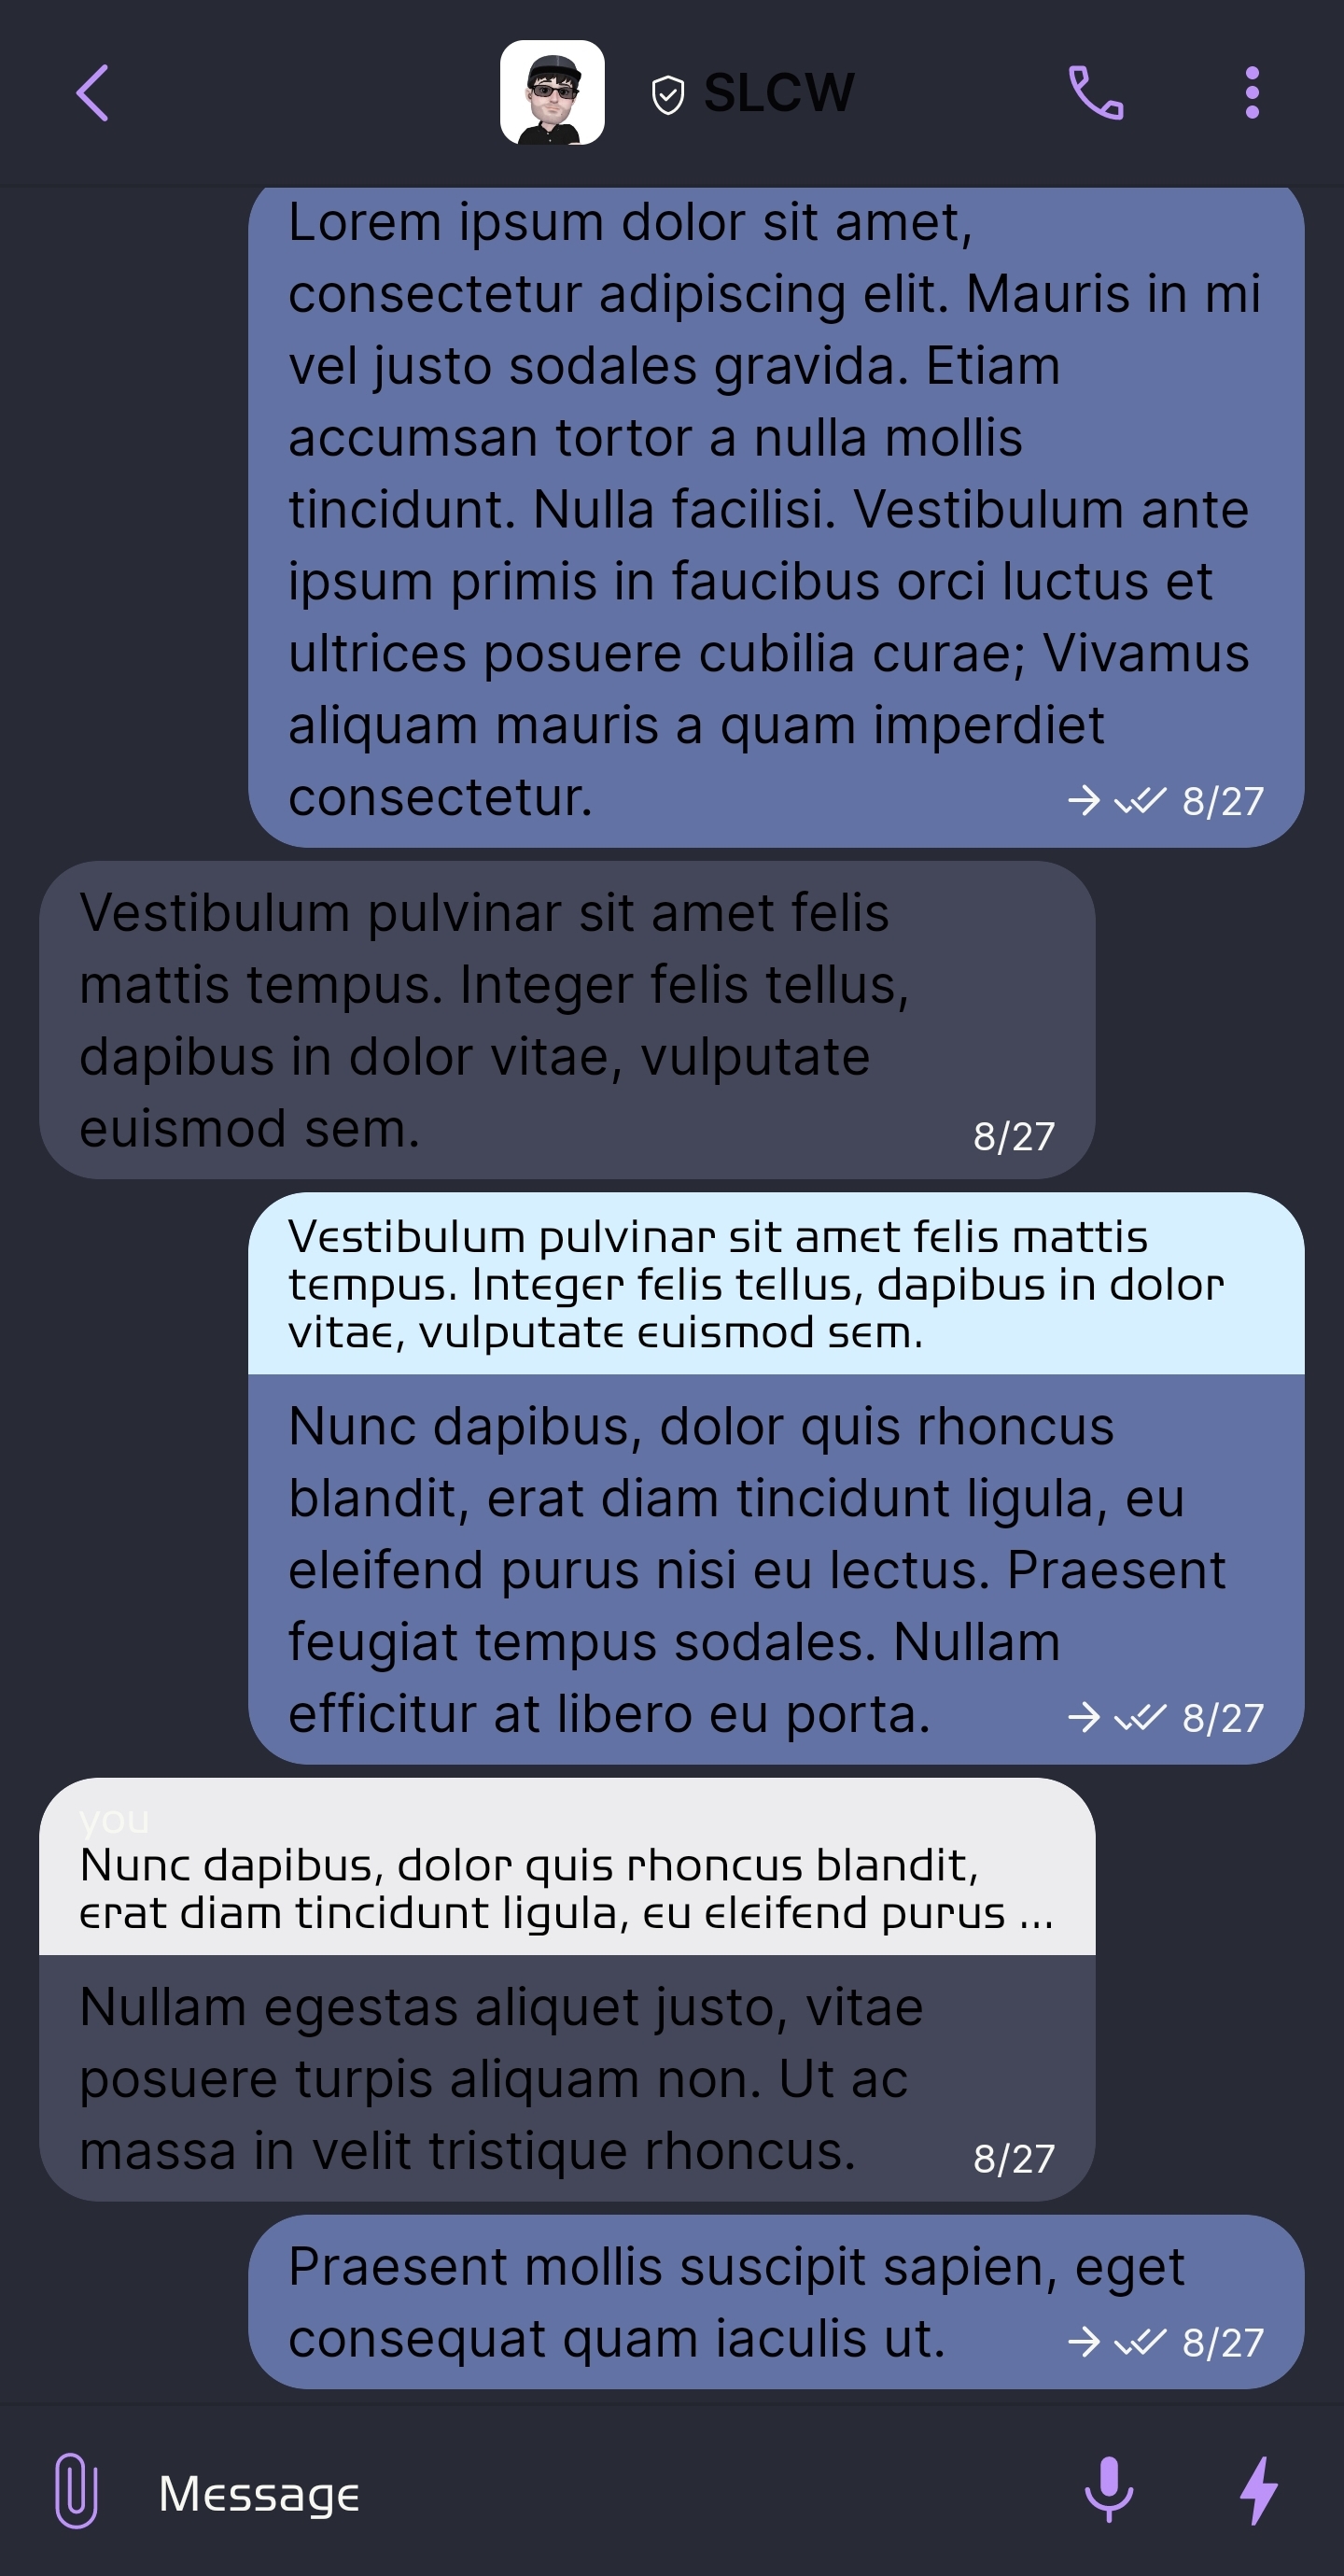 SLCW
Lorem ipsum dolor sit amet,
consectetur adipiscing elit. Mauris in mi
vel justo sodales gravida. Etiam
accumsan tortor a nulla mollis
tincidunt. Nulla facilisi. Vestibulum ante
ipsum primis in faucibus orci luctus et
ultrices posuere cubilia curae; Vivamus
aliquam mauris a quam imperdiet
consectetur.
8/27
Vestibulum pulvinar sit amet felis
mattis tempus. Integer felis tellus,
dapibus in dolor vitae, vulputate
euismod sem.
8/27
Vestibulum pulvinar sit amet felis mattis
tempus. Integer felis tellus, dapibus in dolor
vitae, vulputate euismod sem.
Nunc dapibus, dolor quis rhoncus
blandit, erat diam tincidunt ligula, eu
eleifend purus nisi eu lectus. Praesent
feugiat tempus sodales. Nullam
efficitur at libero eu porta.
8/27
you
Nunc dapibus, dolor quis rhoncus blandit,
erat diam tincidunt ligula, eu eleifend purus ...
Nullam egestas aliquet justo, vitae
posuere turpis aliquam non. Ut ac
massa in velit tristique rhoncus.
8/27
Praesent mollis suscipit sapien, eget
consequat quam iaculis ut.
8/27
Message